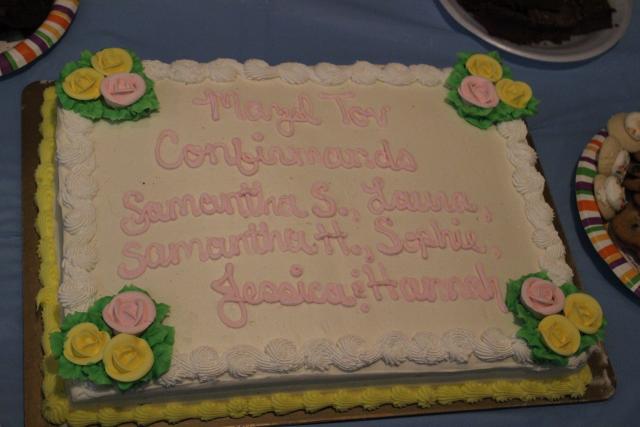 Mazel Tov
Confirmands
Samantha S., Laura,
Samantha H., Sophie,
Jessica & Hannah